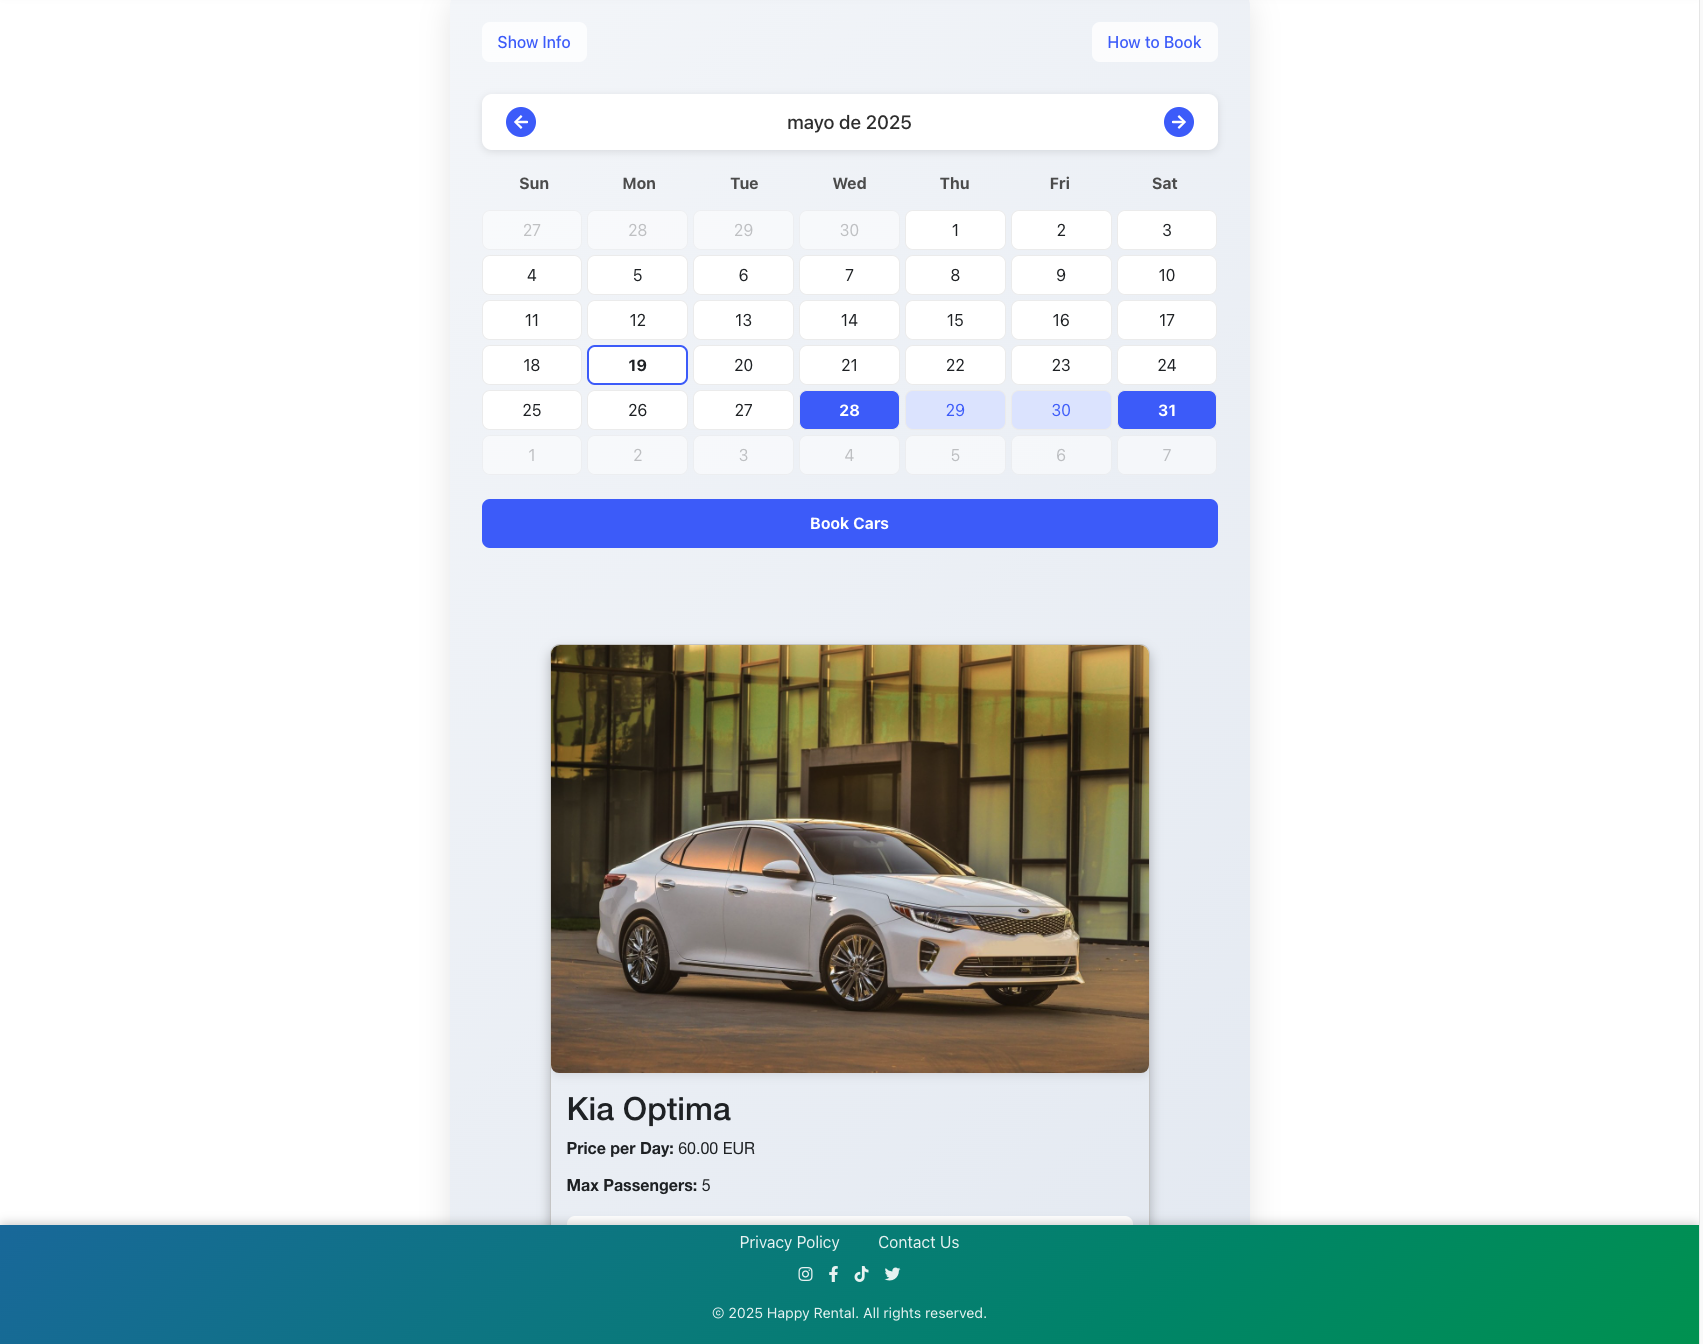 Show Info How to Book
mayo de 2025
Sun Mon Tue Wed Thu Fri Sat
27 28 29 30 1 2 3
4 5 6 7 8 9 10
11 12 13 14 15 16 17
18 19 20 21 22 23 24
25 26 27 28 29 30 31
1 2 3 4 5 6 7
Book Cars
Kia Optima
Price per Day: 60.00 EUR
Max Passengers: 5
Privacy Policy Contact Us
© 2025 Happy Rental. All rights reserved.